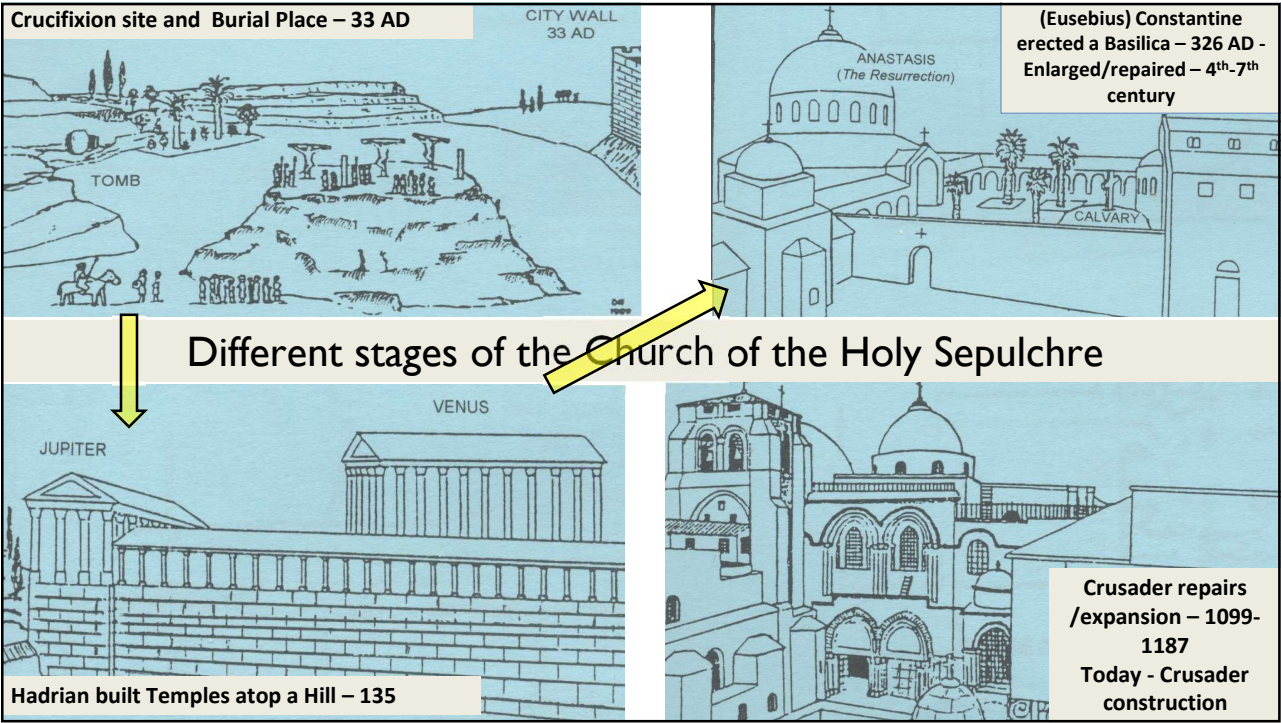 Crucifixion site and Burial Place – 33 AD
CITY WALL
33 AD
TOMB
(Eusebius) Constantine
erected a Basilica – 326 AD -
Enlarged/repaired – 4th-7th
century
ANASTASIS
(The Resurrection)
CALVARY
Different stages of the Church of the Holy Sepulchre
VENUS
JUPITER
Hadrian built Temples atop a Hill – 135
Crusader repairs
/expansion – 1099-
1187
Today - Crusader
construction